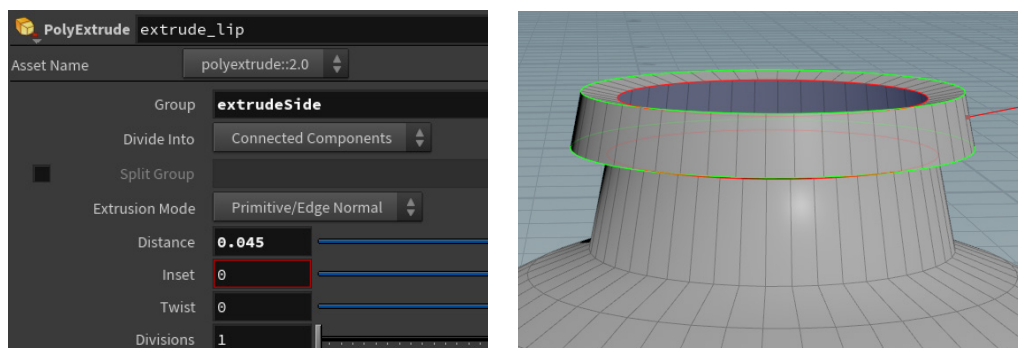 PolyExtrude extrude_lip
Asset Name polyextrude::2.0
Group extrudeSide
Divide Into Connected Components
Split Group
Extrusion Mode Primitive/Edge Normal
Distance 0.045
Inset 0
Twist 0
Divisions 1